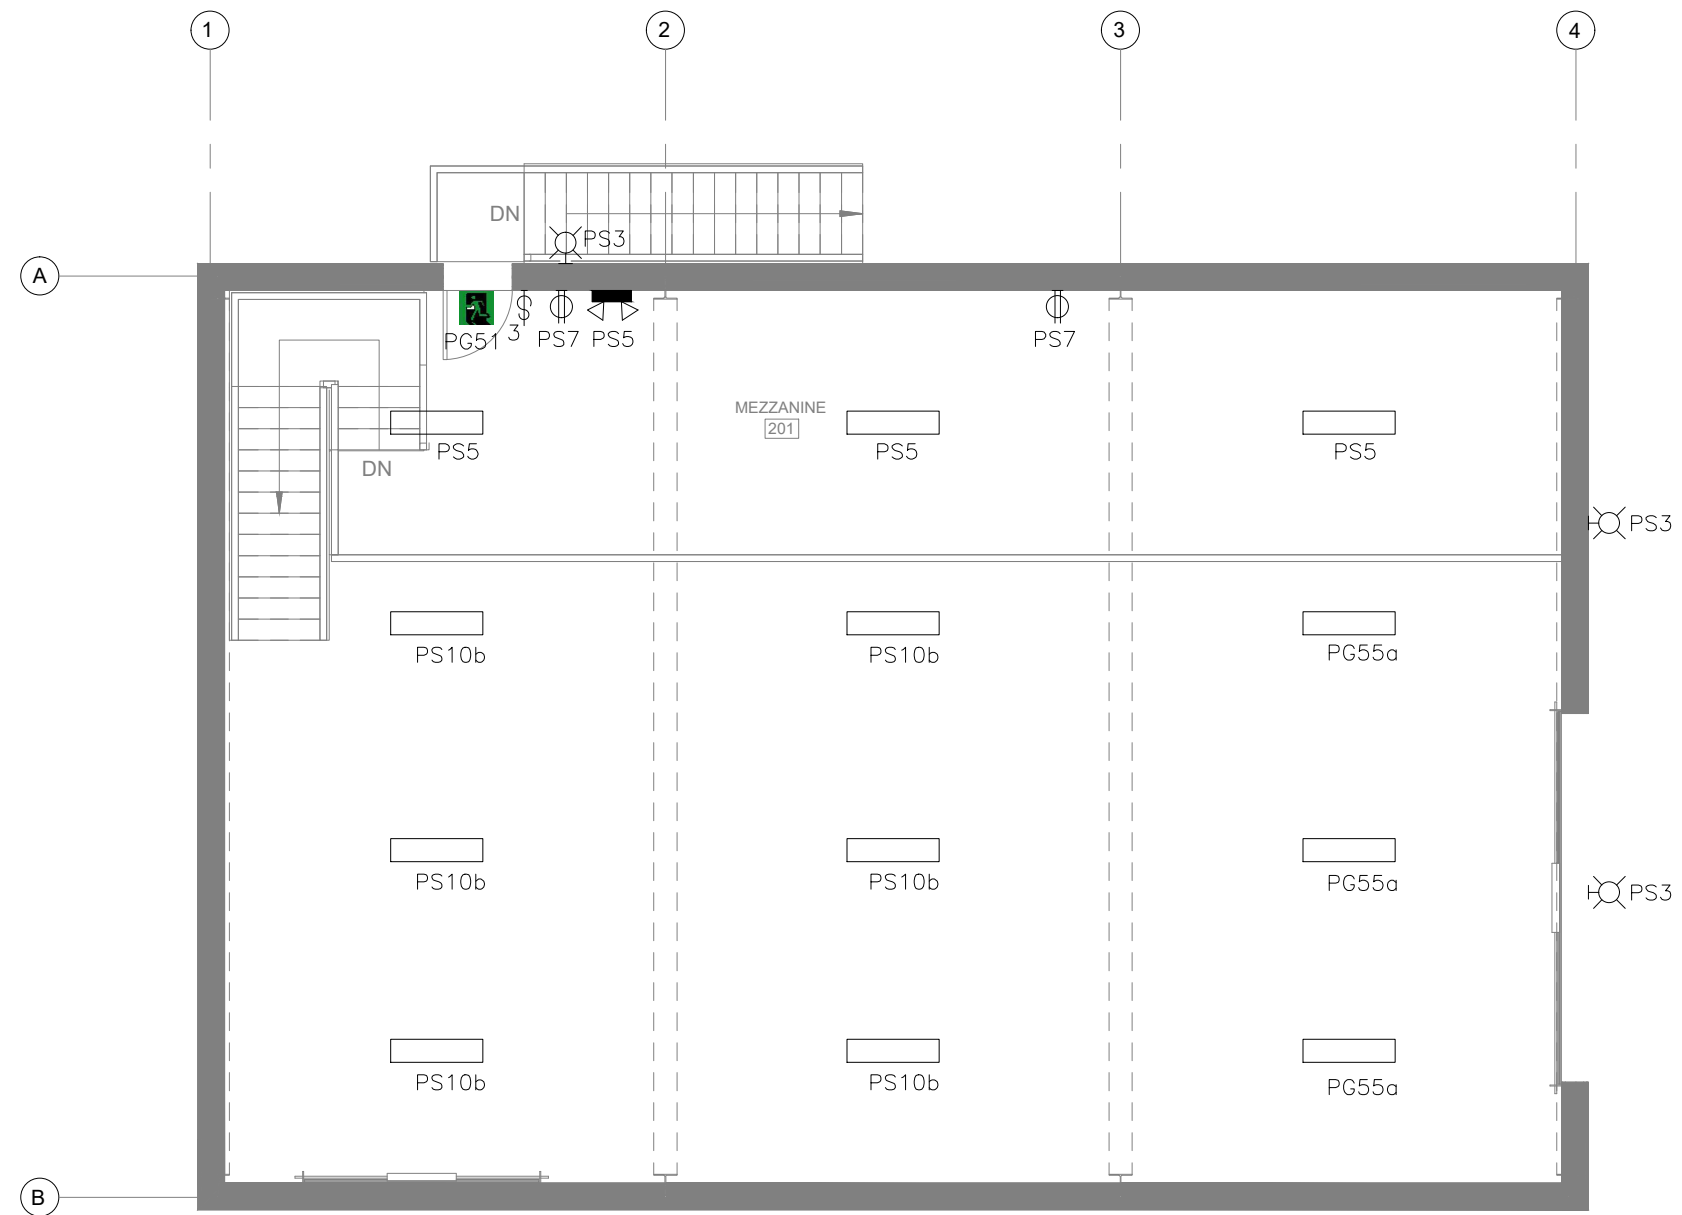 1 2 3 4
DN
PS3
A
PG51 3 PS7 PS5 PS7
S
MEZZANINE
201
PS5 PS5 PS5
DN
PS3
PS10b PS10b PG55a
PS10b PS10b PG55a
PS3
PS10b PS10b PG55a
B